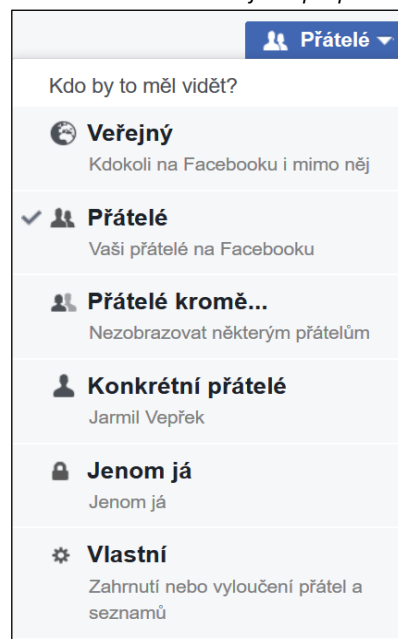 Přátelé
Kdo by to měl vidět?
Veřejný
Kdokoli na Facebooku i mimo něj
Přátelé
Vaši přátelé na Facebooku
Přátelé kromě...
Nezobrazovat některým přátelům
Konkrétní přátelé
Jarmil Vepřek
Jenom já
Jenom já
Vlastní
Zahrnutí nebo vyloučení přátel a
seznamů